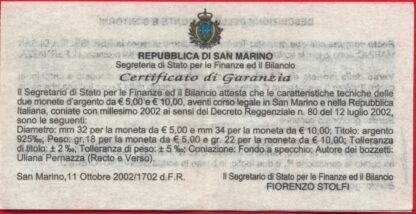 REPUBBLICA DI SAN MARINO
Segreteria di Stato per le Finanze ed il Bilancio
Certificato di Garanzia
Il Segretario di Stato per le Finanze ed il Bilancio attesta che le caratteristiche tecniche delle
due monete d'argento da € 5,00 e € 10,00, aventi corso legale in San Marino e nella Repubblica
Italiana, coniate con millesimo 2002 ai sensi del Decreto Reggenziale n. 80 del 12 luglio 2002,
sono le seguenti:
Diametro: mm 32 per la moneta da € 5,00 e mm 34 per la moneta da € 10,00; Titolo: argento
925‰; Peso: gr.18 per la moneta da € 5,00 e gr. 22 per la moneta da € 10,00; Tolleranza
di titolo: ± 2 ‰; Tolleranza di peso: ± 5 ‰; Coniazione: Fondo a specchio; Autore dei bozzetti:
Uliana Pernazza (Recto e Verso).
San Marino, 11 Ottobre 2002/1702 d.F.R.
Il Segretario di Stato per le Finanze ed il Bilancio
FIORENZO STOLFI